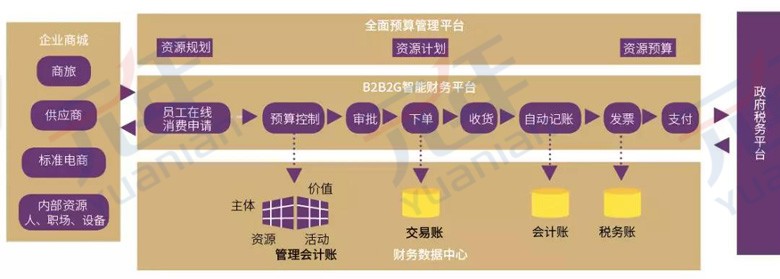 全面预算管理平台
资源规划
资源计划
资源预算
企业商城
商旅
供应商
标准电商
内部资源
人、职场、设备
B2B2G智能财务平台
员工在线
消费申请
预算控制
审批
下单
收货
自动记账
发票
支付
政府税务平台
价值
主体
资源
活动
管理会计账
交易账
会计账
税务账
财务数据中心
元年
yuanian
元年
yuanian
元年
yuanian